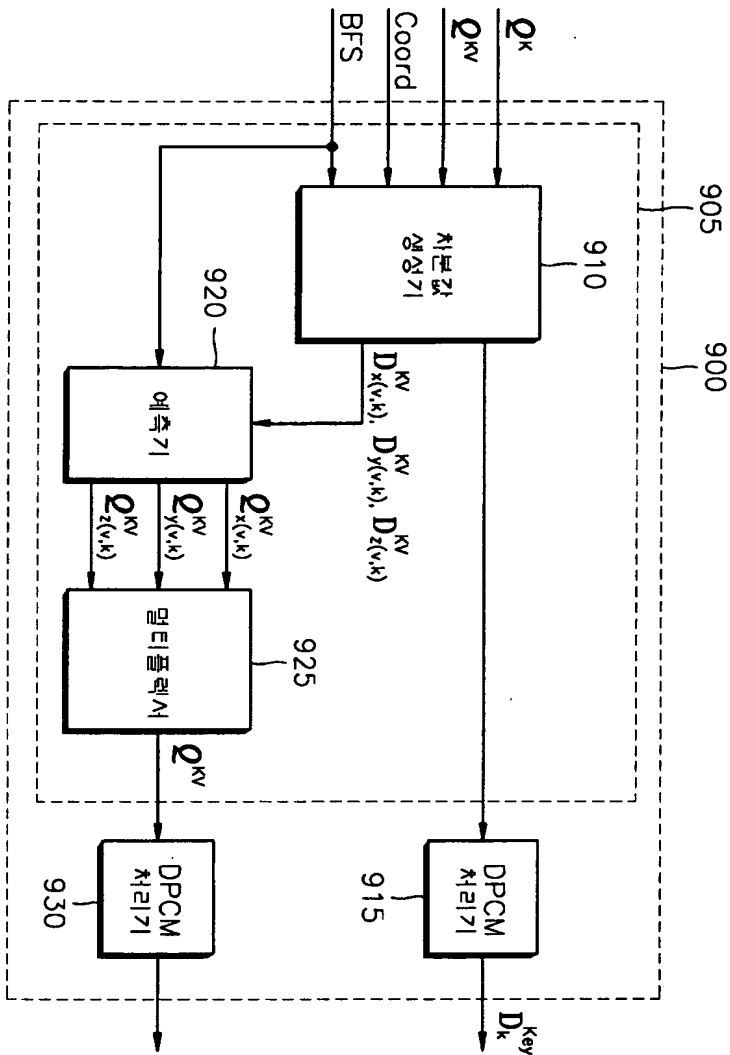 900
905
Q^K
Q^KV
Coord
BFS
910
차분값
생성기
D^KV_x(v,k), D^KV_y(v,k), D^KV_z(v,k)
920
예측기
Q^KV_x(v,k)
Q^KV_y(v,k)
Q^KV_z(v,k)
925
멀티플렉서
Q^KV
DPCM
처리기
915
D^Key_k
DPCM
처리기
930